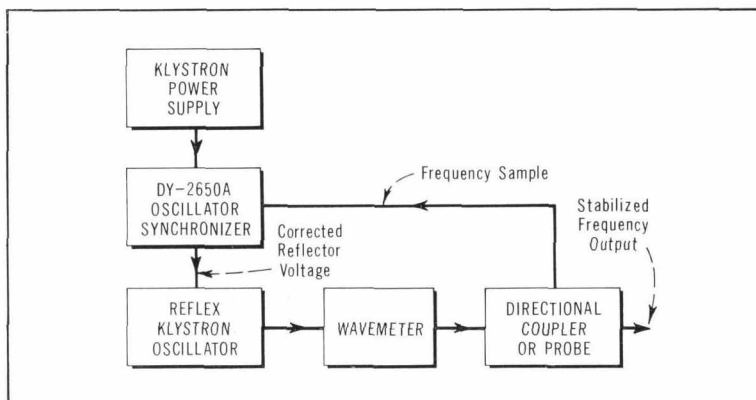 KLYSTRON
POWER
SUPPLY
DY-2650A
OSCILLATOR
SYNCHRONIZER
Frequency Sample
Stabilized
Frequency
Output
Corrected
Reflector
Voltage
REFLEX
KLYSTRON
OSCILLATOR
WAVEMETER
DIRECTIONAL
COUPLER
OR PROBE